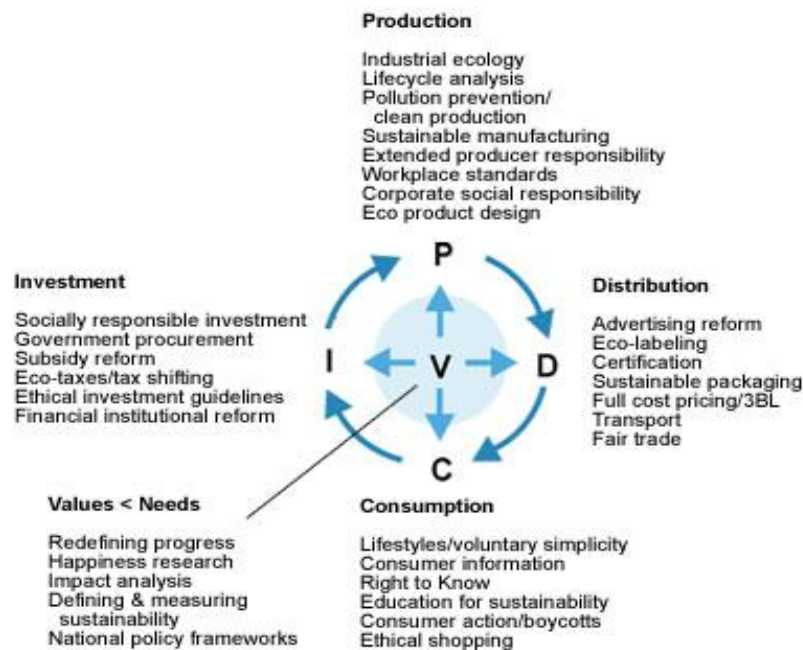 Production
Industrial ecology
Lifecycle analysis
Pollution prevention/
clean production
Sustainable manufacturing
Extended producer responsibility
Workplace standards
Corporate social responsibility
Eco product design
Investment
Socially responsible investment
Government procurement
Subsidy reform
Eco-taxes/tax shifting
Ethical investment guidelines
Financial institutional reform
P
I
V
D
C
Distribution
Advertising reform
Eco-labeling
Certification
Sustainable packaging
Full cost pricing/3BL
Transport
Fair trade
Values < Needs
Redefining progress
Happiness research
Impact analysis
Defining & measuring
sustainability
National policy frameworks
Consumption
Lifestyles/voluntary simplicity
Consumer information
Right to Know
Education for sustainability
Consumer action/boycotts
Ethical shopping